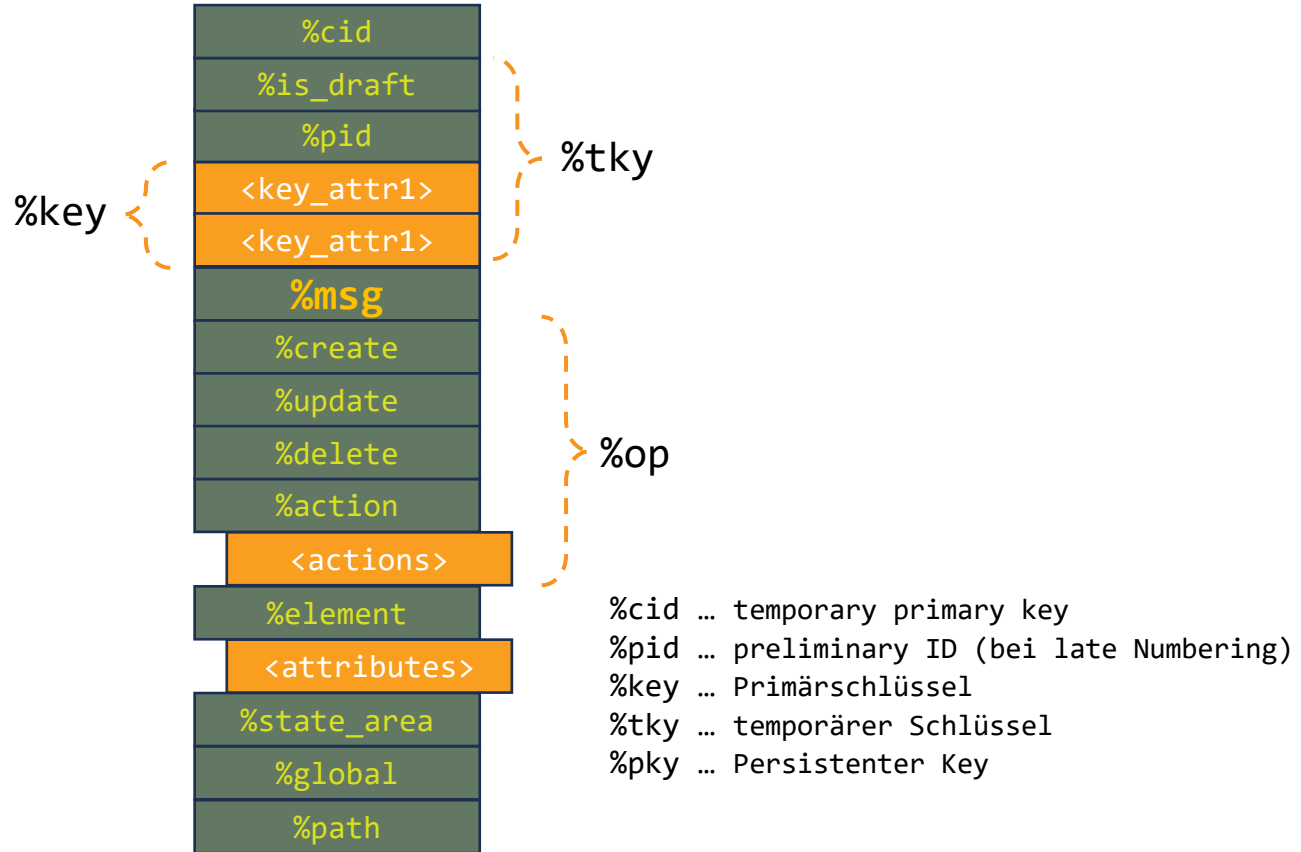 %cid
%is_draft
%pid
%tky
<key_attr1>
%key
<key_attr1>
%msg
%create
%update
%delete
%op
%action
<actions>
%element
<attributes>
%state_area
%global
%path
%cid … temporary primary key
%pid … preliminary ID (bei late Numbering)
%key … Primärschlüssel
%tky … temporärer Schlüssel
%pky … Persistenter Key